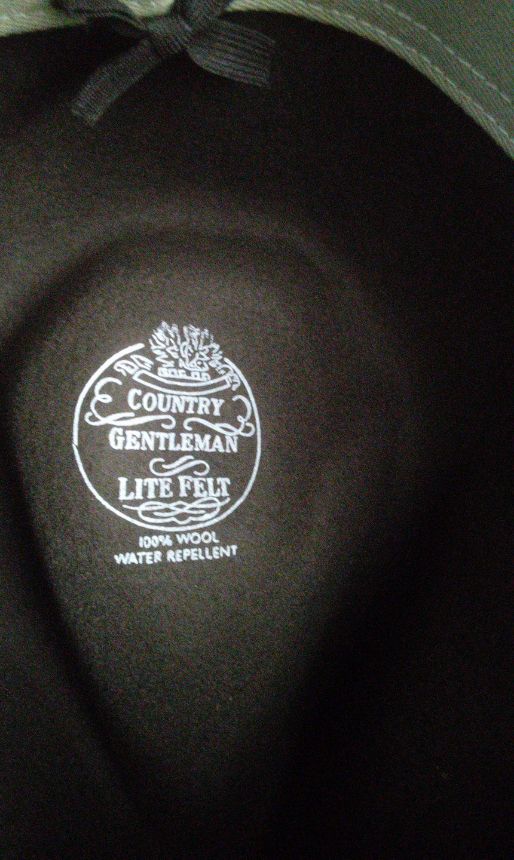 COUNTRY
GENTLEMAN
LITE FELT
100% WOOL
WATER REPELLENT